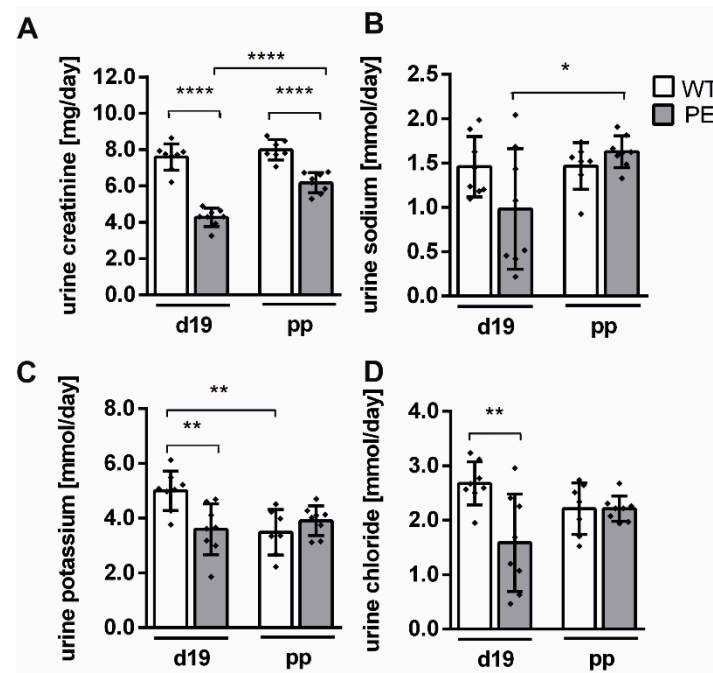 A
urine creatinine [mg/day]
12.0
10.0
8.0
6.0
4.0
2.0
0.0
****
****
****
d19
pp
B
urine sodium [mmol/day]
2.5
2.0
1.5
1.0
0.5
0.0
*
d19
pp
WT
PE
C
urine potassium [mmol/day]
8.0
6.0
4.0
2.0
0.0
**
**
d19
pp
D
urine chloride [mmol/day]
4.0
3.0
2.0
1.0
0.0
**
d19
pp